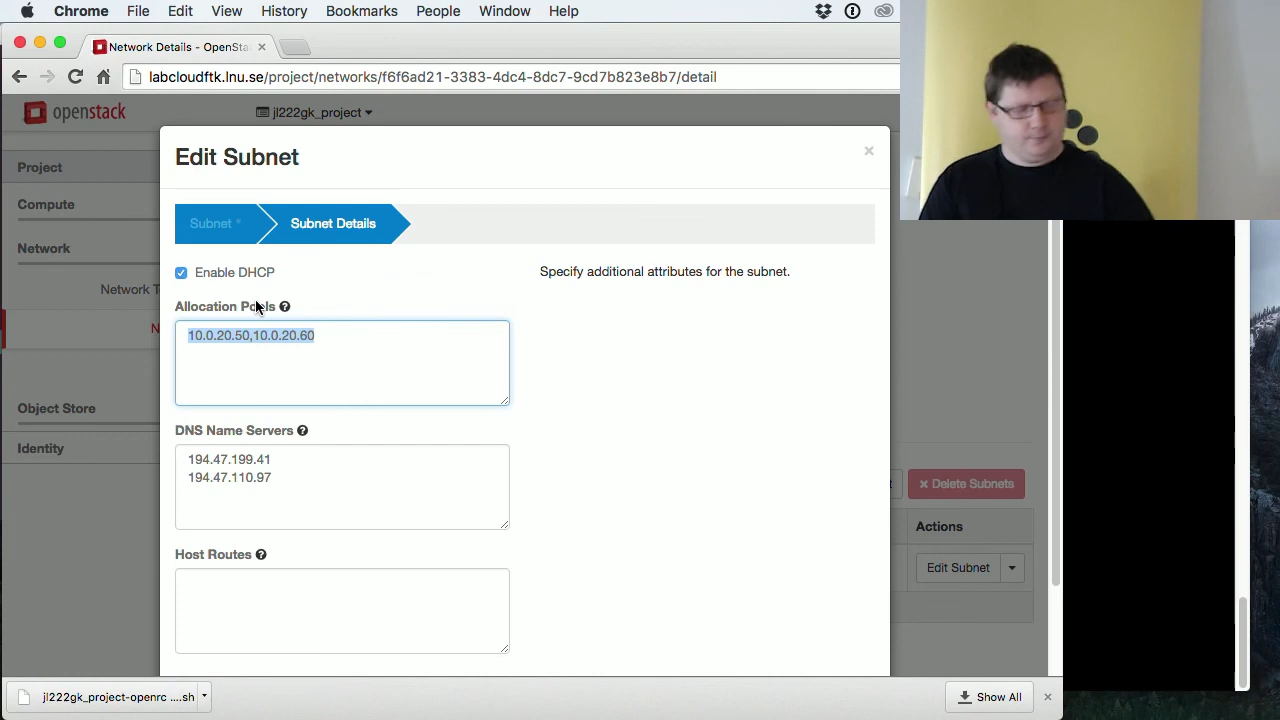 Chrome File Edit View History Bookmarks People Window Help
Network Details - OpenSta
labcloudftk.lnu.se/project/networks/f6f6ad21-3383-4dc4-8dc7-9cd7b823e8b7/detail
openstack
jl222gk_project
Edit Subnet
×
Project
Compute
Network
Network T
N
Object Store
Identity
Subnet *
Subnet Details
Enable DHCP
Specify additional attributes for the subnet.
Allocation Pools
10.0.20.50,10.0.20.60
DNS Name Servers
194.47.199.41
194.47.110.97
Host Routes
Delete Subnets
Actions
Edit Subnet
jl222gk_project-openrc ....sh
Show All